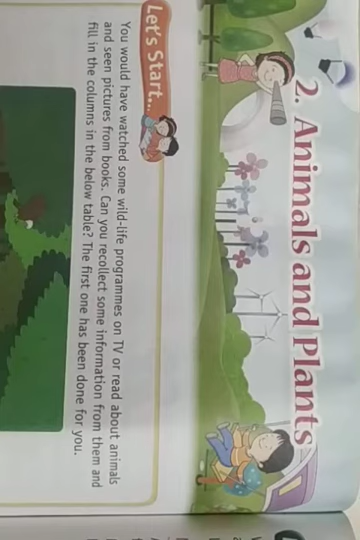 2. Animals and Plants
Let's Start...
You would have watched some wild-life programmes on TV or read about animals
and seen pictures from books. Can you recollect some information from them and
fill in the columns in the below table? The first one has been done for you.